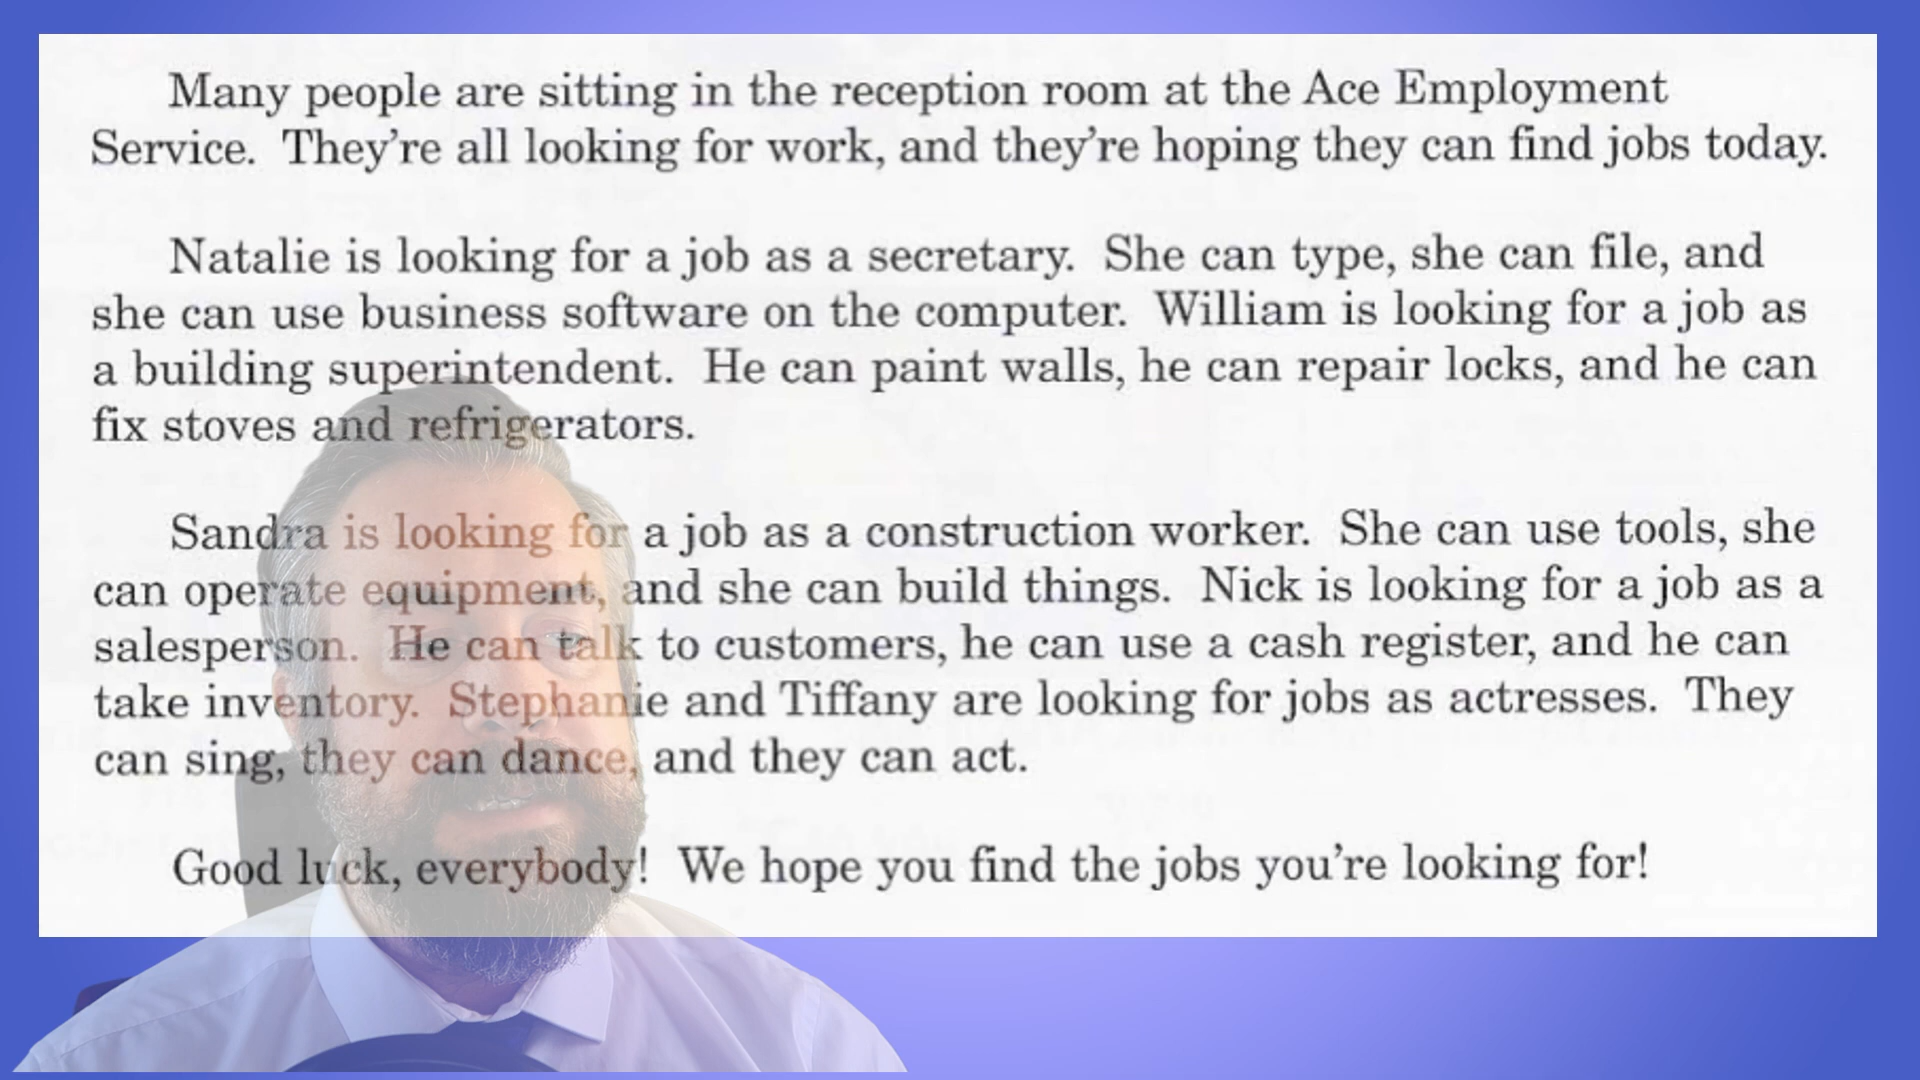 Many people are sitting in the reception room at the Ace Employment
Service. They're all looking for work, and they're hoping they can find jobs today.
Natalie is looking for a job as a secretary. She can type, she can file, and
she can use business software on the computer. William is looking for a job as
a building superintendent. He can paint walls, he can repair locks, and he can
fix stoves and refrigerators.
Sandra is looking for a job as a construction worker. She can use tools, she
can operate equipment, and she can build things. Nick is looking for a job as a
salesperson. He can talk to customers, he can use a cash register, and he can
take inventory. Stephanie and Tiffany are looking for jobs as actresses. They
can sing, they can dance, and they can act.
Good luck, everybody! We hope you find the jobs you're looking for!